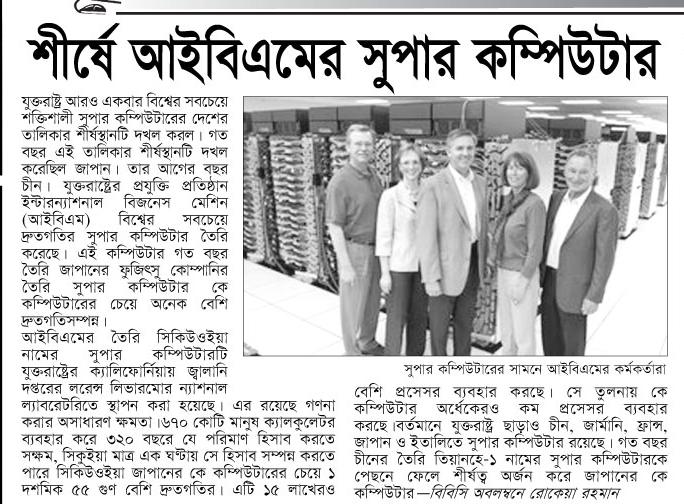 শীর্ষে আইবিএমের সুপার কম্পিউটার
যুক্তরাষ্ট্র আরও একবার বিশ্বের সবচেয়ে
শক্তিশালী সুপার কম্পিউটারের দেশের
তালিকার শীর্ষস্থানটি দখল করল। গত
বছর এই তালিকার শীর্ষস্থানটি দখল
করেছিল জাপান। তার আগের বছর
চীন। যুক্তরাষ্ট্রের প্রযুক্তি প্রতিষ্ঠান
ইন্টারন্যাশনাল বিজনেস মেশিন
(আইবিএম) বিশ্বের সবচেয়ে
দ্রুতগতির সুপার কম্পিউটার তৈরি
করেছে। এই কম্পিউটার গত বছর
তৈরি জাপানের ফুজিৎসু কোম্পানির
তৈরি সুপার কম্পিউটার কে
কম্পিউটারের চেয়ে অনেক বেশি
দ্রুতগতিসম্পন্ন।
আইবিএমের তৈরি সিকিউওইয়া
নামের সুপার কম্পিউটারটি
যুক্তরাষ্ট্রের ক্যালিফোর্নিয়ায় জ্বালানি
দপ্তরের লরেন্স লিভারমোর ন্যাশনাল
ল্যাবরেটরিতে স্থাপন করা হয়েছে। এর রয়েছে গণনা
করার অসাধারণ ক্ষমতা।৬৭০ কোটি মানুষ ক্যালকুলেটর
ব্যবহার করে ৩২০ বছরে যে পরিমাণ হিসাব করতে
সক্ষম, সিকুইয়া মাত্র এক ঘণ্টায় সে হিসাব সম্পন্ন করতে
পারে সিকিউওইয়া জাপানের কে কম্পিউটারের চেয়ে ১
দশমিক ৫৫ গুণ বেশি দ্রুতগতির। এটি ১৫ লাখেরও
সুপার কম্পিউটারের সামনে আইবিএমের কর্মকর্তারা
বেশি প্রসেসর ব্যবহার করছে। সে তুলনায় কে
কম্পিউটার অর্ধেকেরও কম প্রসেসর ব্যবহার
করছে।বর্তমানে যুক্তরাষ্ট্র ছাড়াও চীন, জার্মানি, ফ্রান্স,
জাপান ও ইতালিতে সুপার কম্পিউটার রয়েছে। গত বছর
চীনের তৈরি তিয়ানহে-১ নামের সুপার কম্পিউটারকে
পেছনে ফেলে শীর্ষত্ব অর্জন করে জাপানের কে
কম্পিউটার —বিবিসি অবলম্বনে রোকেয়া রহমান